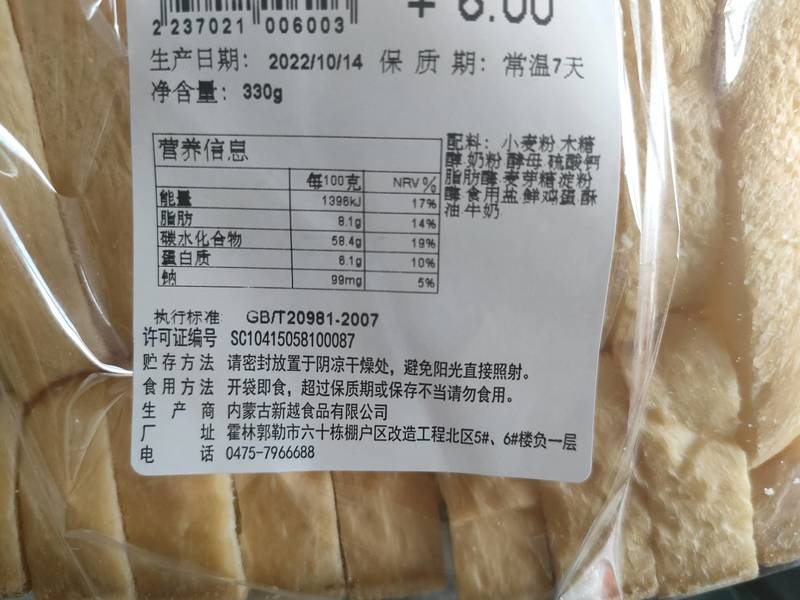 ¥ 6.00
2 237021 006003
生产日期: 2022/10/14 保 质 期: 常温7天
净含量: 330g
营养信息
每100克 NRV%
能量 1396kJ 17%
脂肪 8.1g 14%
碳水化合物 58.4g 19%
蛋白质 6.1g 10%
钠 99mg 5%
配料: 小麦粉 木糖
醇 奶粉 酵母 硫酸钙
脂肪酶 麦芽糖 淀粉
酶 食用盐 鲜鸡蛋 酥
油 牛奶
执行标准 GB/T20981-2007
许可证编号 SC10415058100087
贮存方法 请密封放置于阴凉干燥处，避免阳光直接照射。
食用方法 开袋即食，超过保质期或保存不当请勿食用。
生 产 商 内蒙古新越食品有限公司
厂 址 霍林郭勒市六十栋棚户区改造工程北区5#、6#楼负一层
电 话 0475-7966688